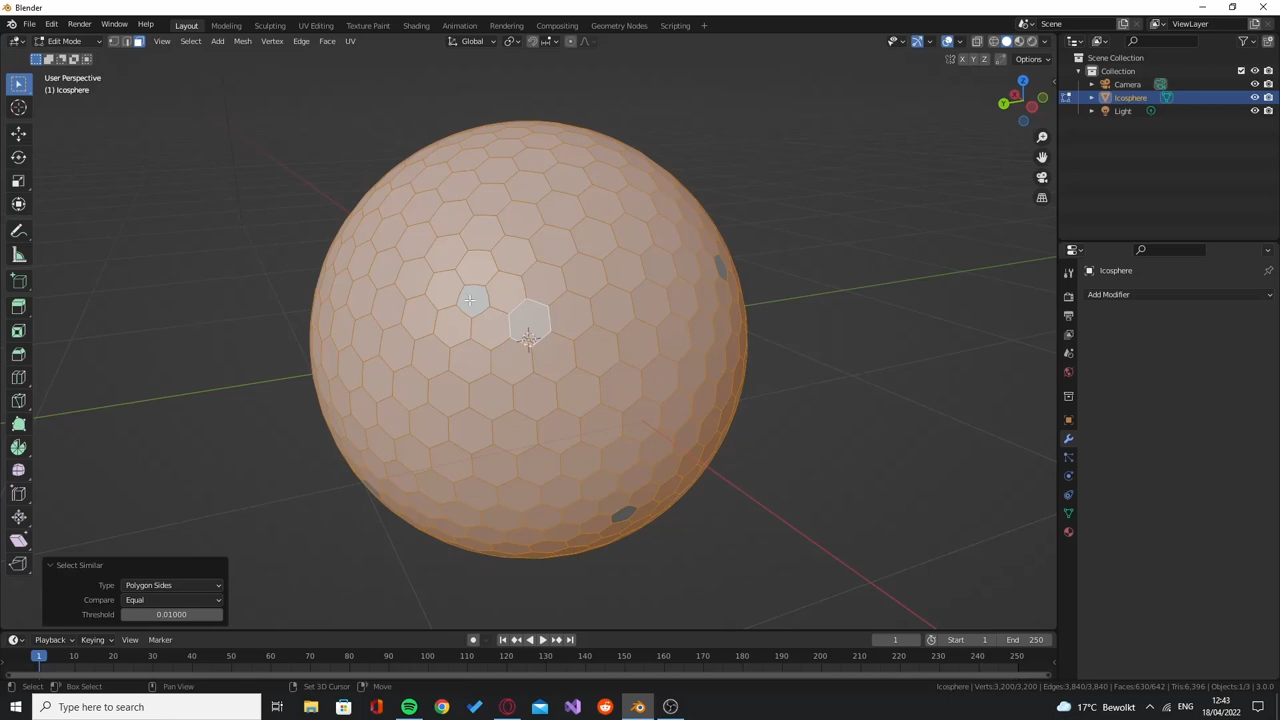 Blender
File Edit Render Window Help Layout Modeling Sculpting UV Editing Texture Paint Shading Animation Rendering Compositing Geometry Nodes Scripting + Scene ViewLayer
Edit Mode View Select Add Mesh Vertex Edge Face UV Global
X Y Z Options
User Perspective
(1) Icosphere
Scene Collection
Collection
Camera
Icosphere
Light
Z
Y
X
Icosphere
Add Modifier
Select Similar
Type Polygon Sides
Compare Equal
Threshold 0.01000
Playback Keying View Marker 1 Start 1 End 250
1 10 20 30 40 50 60 70 80 90 100 110 120 130 140 150 160 170 180 190 200 210 220 230 240 250
Select Box Select Pan View Set 3D Cursor Move Icosphere | Verts:3,200/3,200 | Edges:3,840/3,840 | Faces:630/642 | Tris:6,396 | Objects:1/3 | 3.0.0
Type here to search 17°C Bewolkt 12:43
18/04/2022